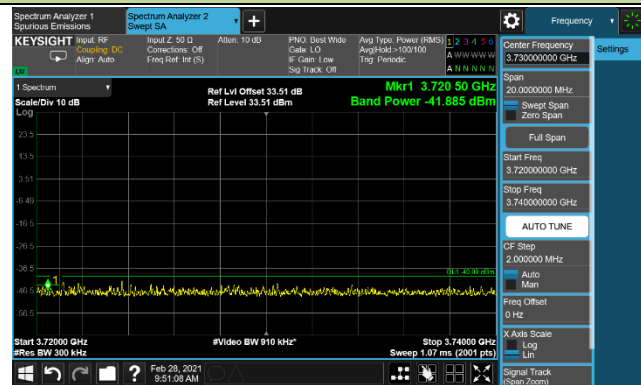 Spectrum Analyzer 1
Spurious Emissions
Spectrum Analyzer 2
Swept SA
Frequency
KEYSIGHT
Input: RF
Coupling: DC
Align: Auto
Input Z: 50 Ω
Corrections: Off
Freq Ref: Int (S)
Atten: 10 dB
PNO: Best Wide
Gate: LO
IF Gain: Low
Sig Track: Off
Avg Type: Power (RMS)
Avg|Hold:>100/100
Trig: Periodic
1 2 3 4 5 6
A W W W W W
A N N N N N
LV
1 Spectrum
Scale/Div 10 dB
Log
Ref Lvl Offset 33.51 dB
Ref Level 33.51 dBm
Mkr1 3.720 50 GHz
Band Power -41.885 dBm
23.5
13.5
3.51
-6.49
-16.5
-26.5
-36.5
-46.5
-56.5
DL1 -40.00 dBm
1
Start 3.72000 GHz
#Res BW 300 kHz
#Video BW 910 kHz*
Stop 3.74000 GHz
Sweep 1.07 ms (2001 pts)
Feb 28, 2021
9:51:08 AM
Center Frequency
3.730000000 GHz
Settings
Span
20.0000000 MHz
Swept Span
Zero Span
Full Span
Start Freq
3.720000000 GHz
Stop Freq
3.740000000 GHz
AUTO TUNE
CF Step
2.000000 MHz
Auto
Man
Freq Offset
0 Hz
X Axis Scale
Log
Lin
Signal Track
(Span Zoom)